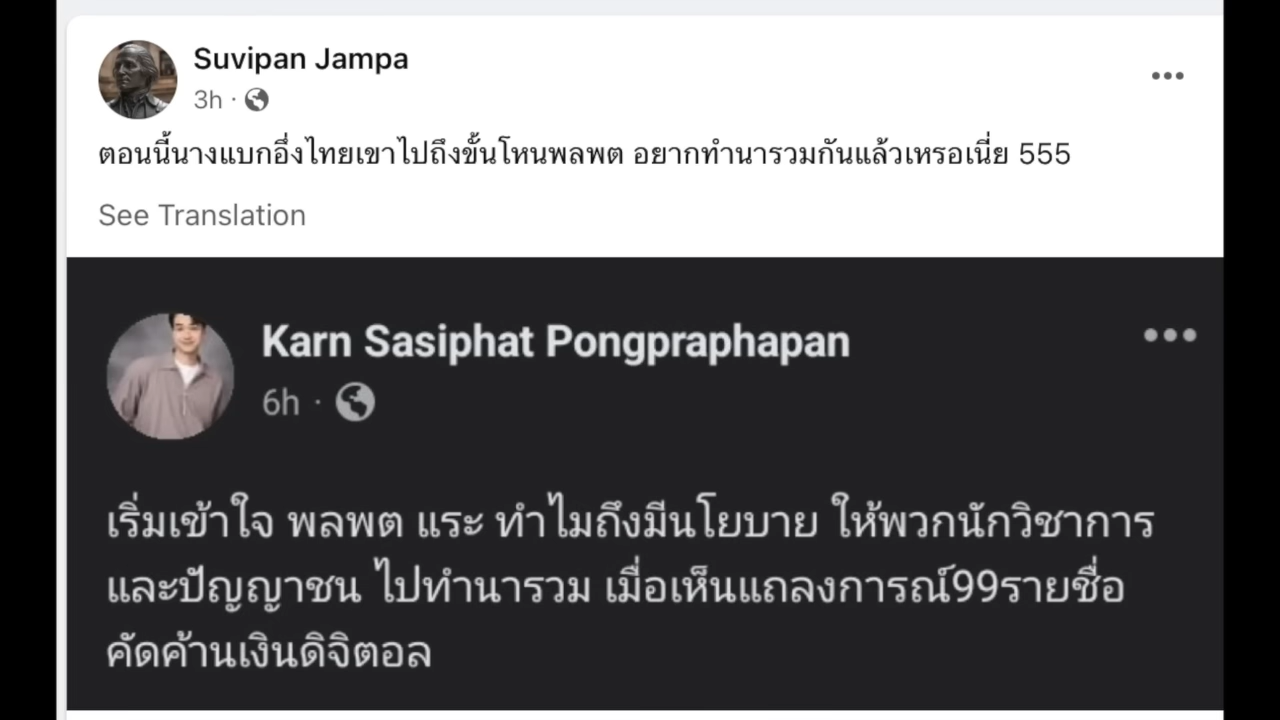 Suvipan Jampa
3h ·
ตอนนี้นางแบกอึ่งไทยเขาไปถึงขั้นโหนพลพต อยากทำนารวมกันแล้วเหรอเนี่ย 555
See Translation
Karn Sasiphat Pongpraphapan
6h ·
เริ่มเข้าใจ พลพต แระ ทำไมถึงมีนโยบาย ให้พวกนักวิชาการ
และปัญญาชน ไปทำนารวม เมื่อเห็นแถลงการณ์99รายชื่อ
คัดค้านเงินดิจิตอล